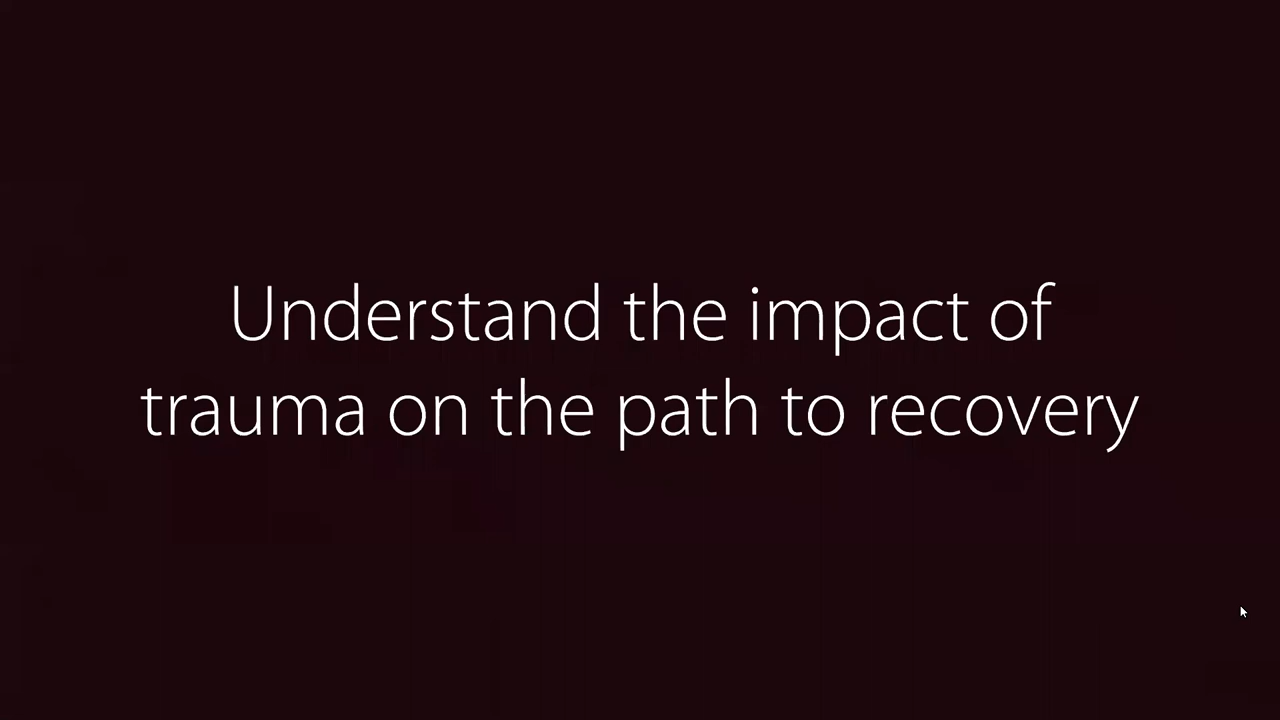 Understand the impact of
trauma on the path to recovery